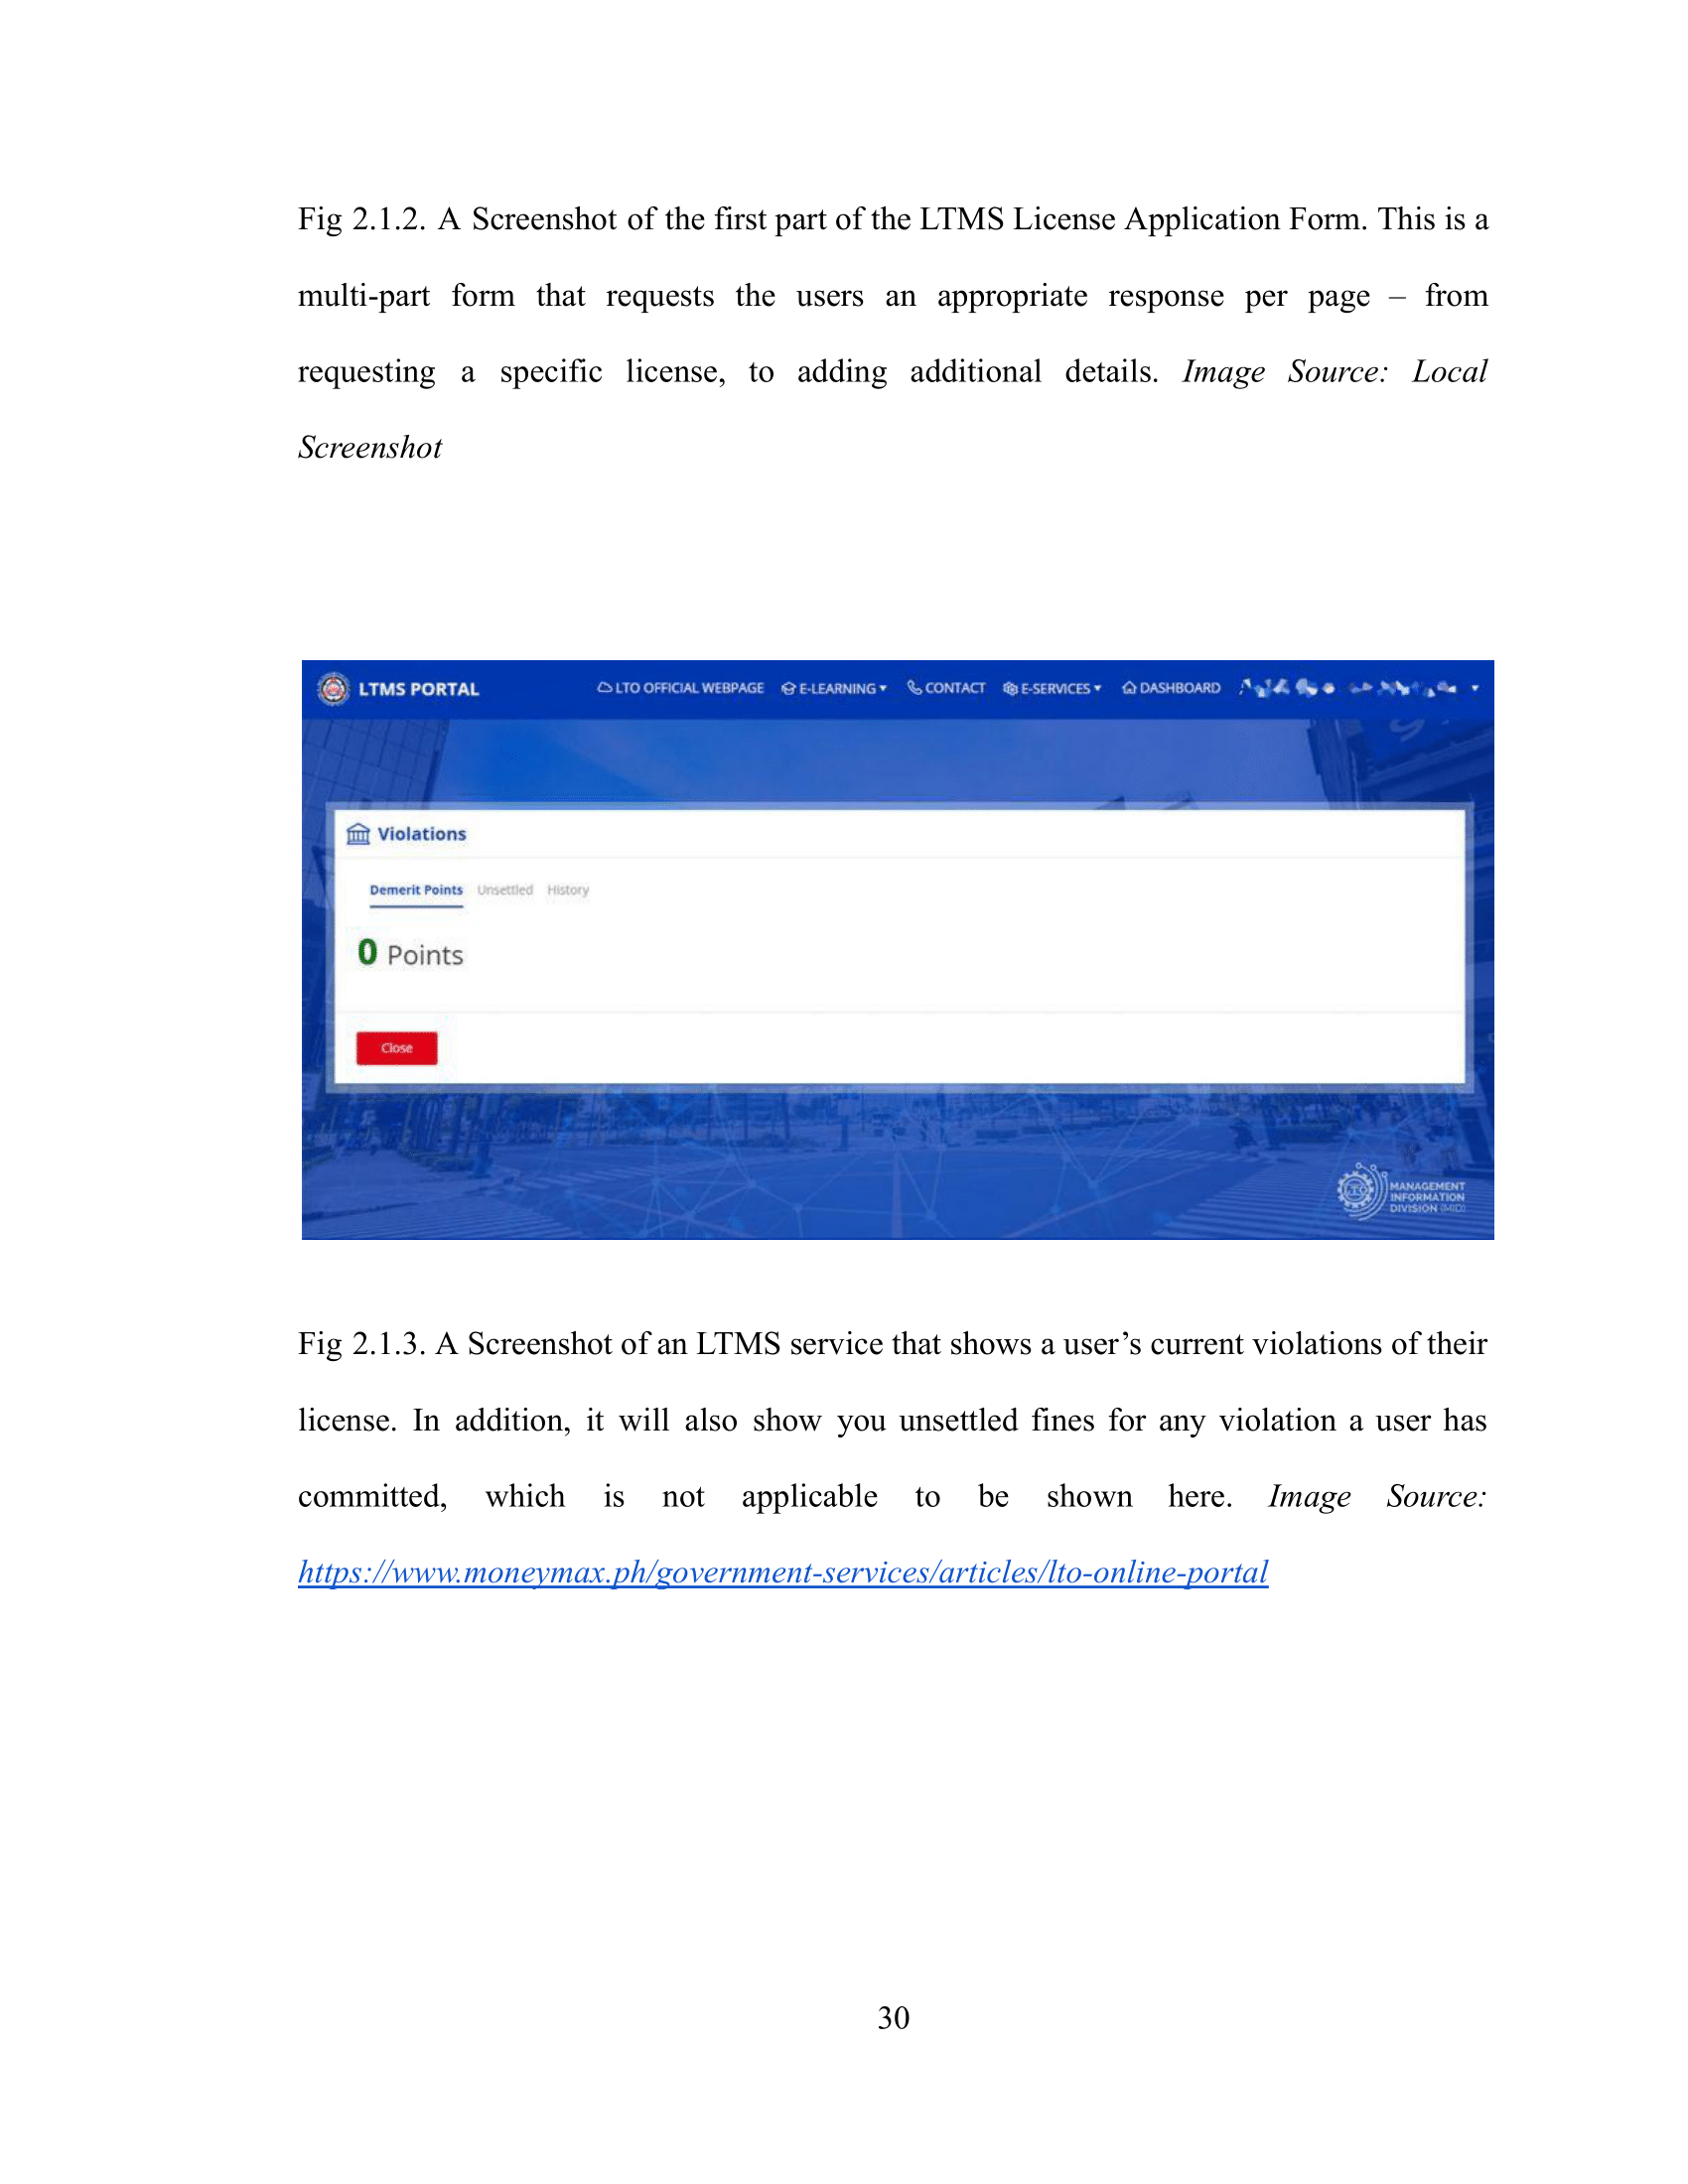 Fig 2.1.2. A Screenshot of the first part of the LTMS License Application Form. This is a
multi-part form that requests the users an appropriate response per page – from
requesting a specific license, to adding additional details. Image Source: Local
Screenshot
LTMS PORTAL LTO OFFICIAL WEBPAGE E-LEARNING CONTACT E-SERVICES DASHBOARD
Violations
Demerit Points Unsettled History
0 Points
Close
LTO
MANAGEMENT
INFORMATION
DIVISION (MID)
Fig 2.1.3. A Screenshot of an LTMS service that shows a user’s current violations of their
license. In addition, it will also show you unsettled fines for any violation a user has
committed, which is not applicable to be shown here. Image Source:
https://www.moneymax.ph/government-services/articles/lto-online-portal
30